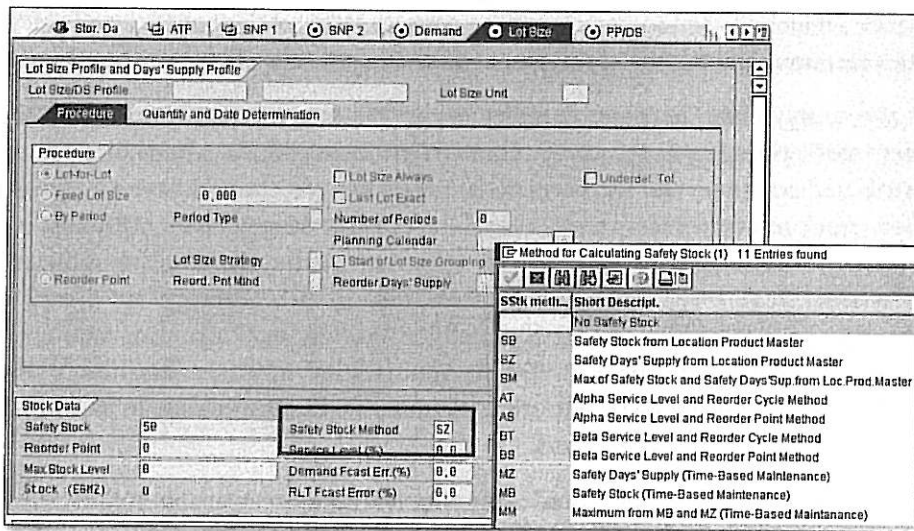 Stor. Da ATP SNP 1 SNP 2 Demand Lot Size PP/DS
Lot Size Profile and Days' Supply Profile
Lot Size/DS Profile Lot Size Unit
Procedure Quantity and Date Determination
Procedure
Lot-for-Lot Lot Size Always Underdel. Tol.
Fixed Lot Size 0,000 Last Lot Exact
By Period Period Type Number of Periods 0
Planning Calendar
Lot Size Strategy Start of Lot Size Grouping
Reorder Point Reord. Pnt Mthd Reorder Days' Supply
Stock Data
Safety Stock 50 Safety Stock Method SZ
Reorder Point 0 Service Level (%) 0,0
Max Stock Level 0 Demand Fcast Err.(%) 0,0
Stock (EGMZ) 0 RLT Fcast Error (%) 0,0
Method for Calculating Safety Stock (1) 11 Entries found
SStk meth... Short Descript.
No Safety Stock
SB Safety Stock from Location Product Master
SZ Safety Days' Supply from Location Product Master
SM Max.of Safety Stock and Safety Days'Sup.from Loc.Prod.Master
AT Alpha Service Level and Reorder Cycle Method
AS Alpha Service Level and Reorder Point Method
BT Beta Service Level and Reorder Cycle Method
BS Beta Service Level and Reorder Point Method
MZ Safety Days' Supply (Time-Based Maintenance)
MB Safety Stock (Time-Based Maintenance)
MM Maximum from MB and MZ (Time-Based Maintanance)